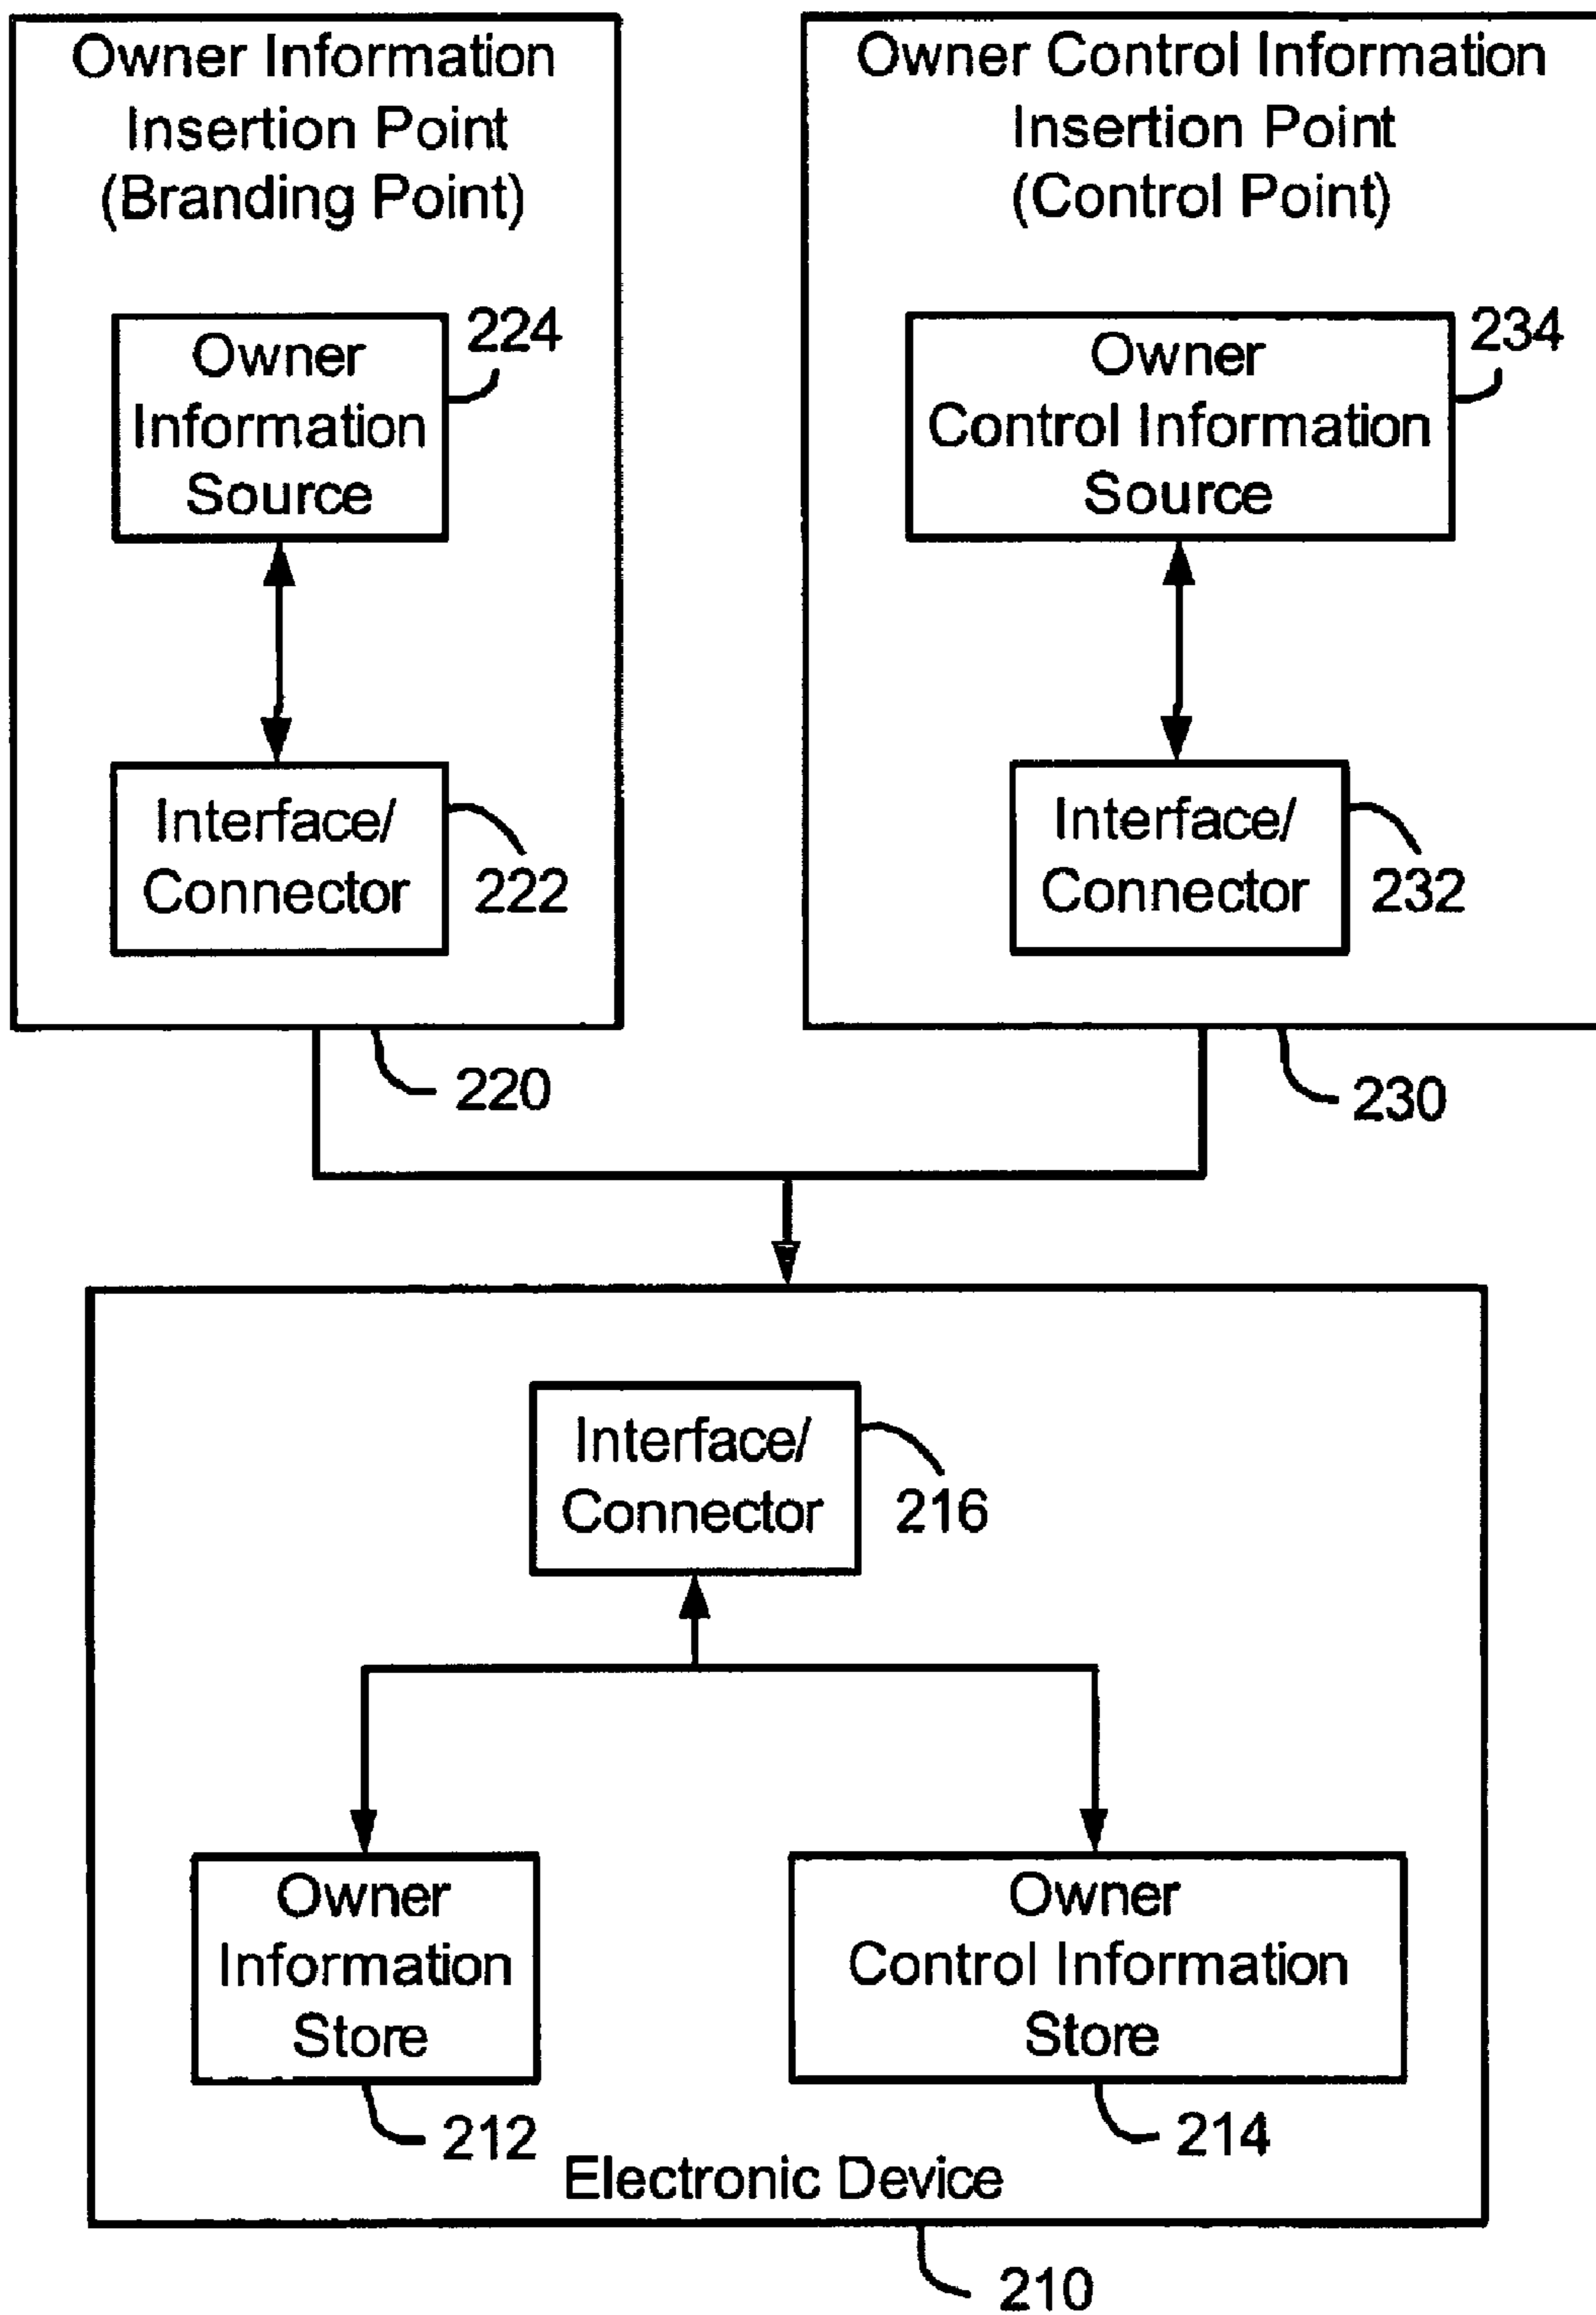 Owner Information
Insertion Point
(Branding Point)
Owner
Information
Source
224
Interface/
Connector
222
220
Owner Control Information
Insertion Point
(Control Point)
Owner
Control Information
Source
234
Interface/
Connector
232
230
Interface/
Connector
216
Owner
Information
Store
212
Owner
Control Information
Store
214
Electronic Device
210